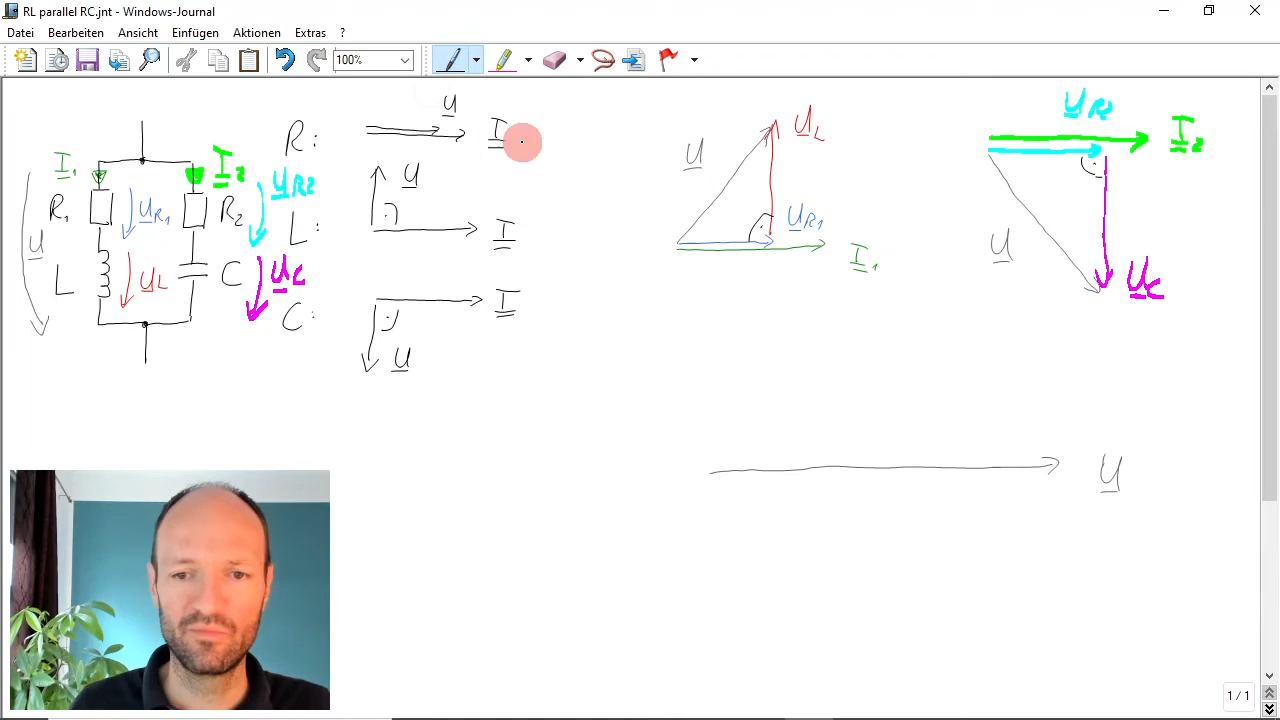 RL parallel RC.jnt - Windows-Journal
Datei Bearbeiten Ansicht Einfügen Aktionen Extras ?
100%
I1
I2
R1
UR1
R2
UR2
U
L
UL
C
UC
R:
U
I
L:
U
I
C:
I
U
U
UL
UR1
I1
UR2
I2
U
UC
U
1 / 1